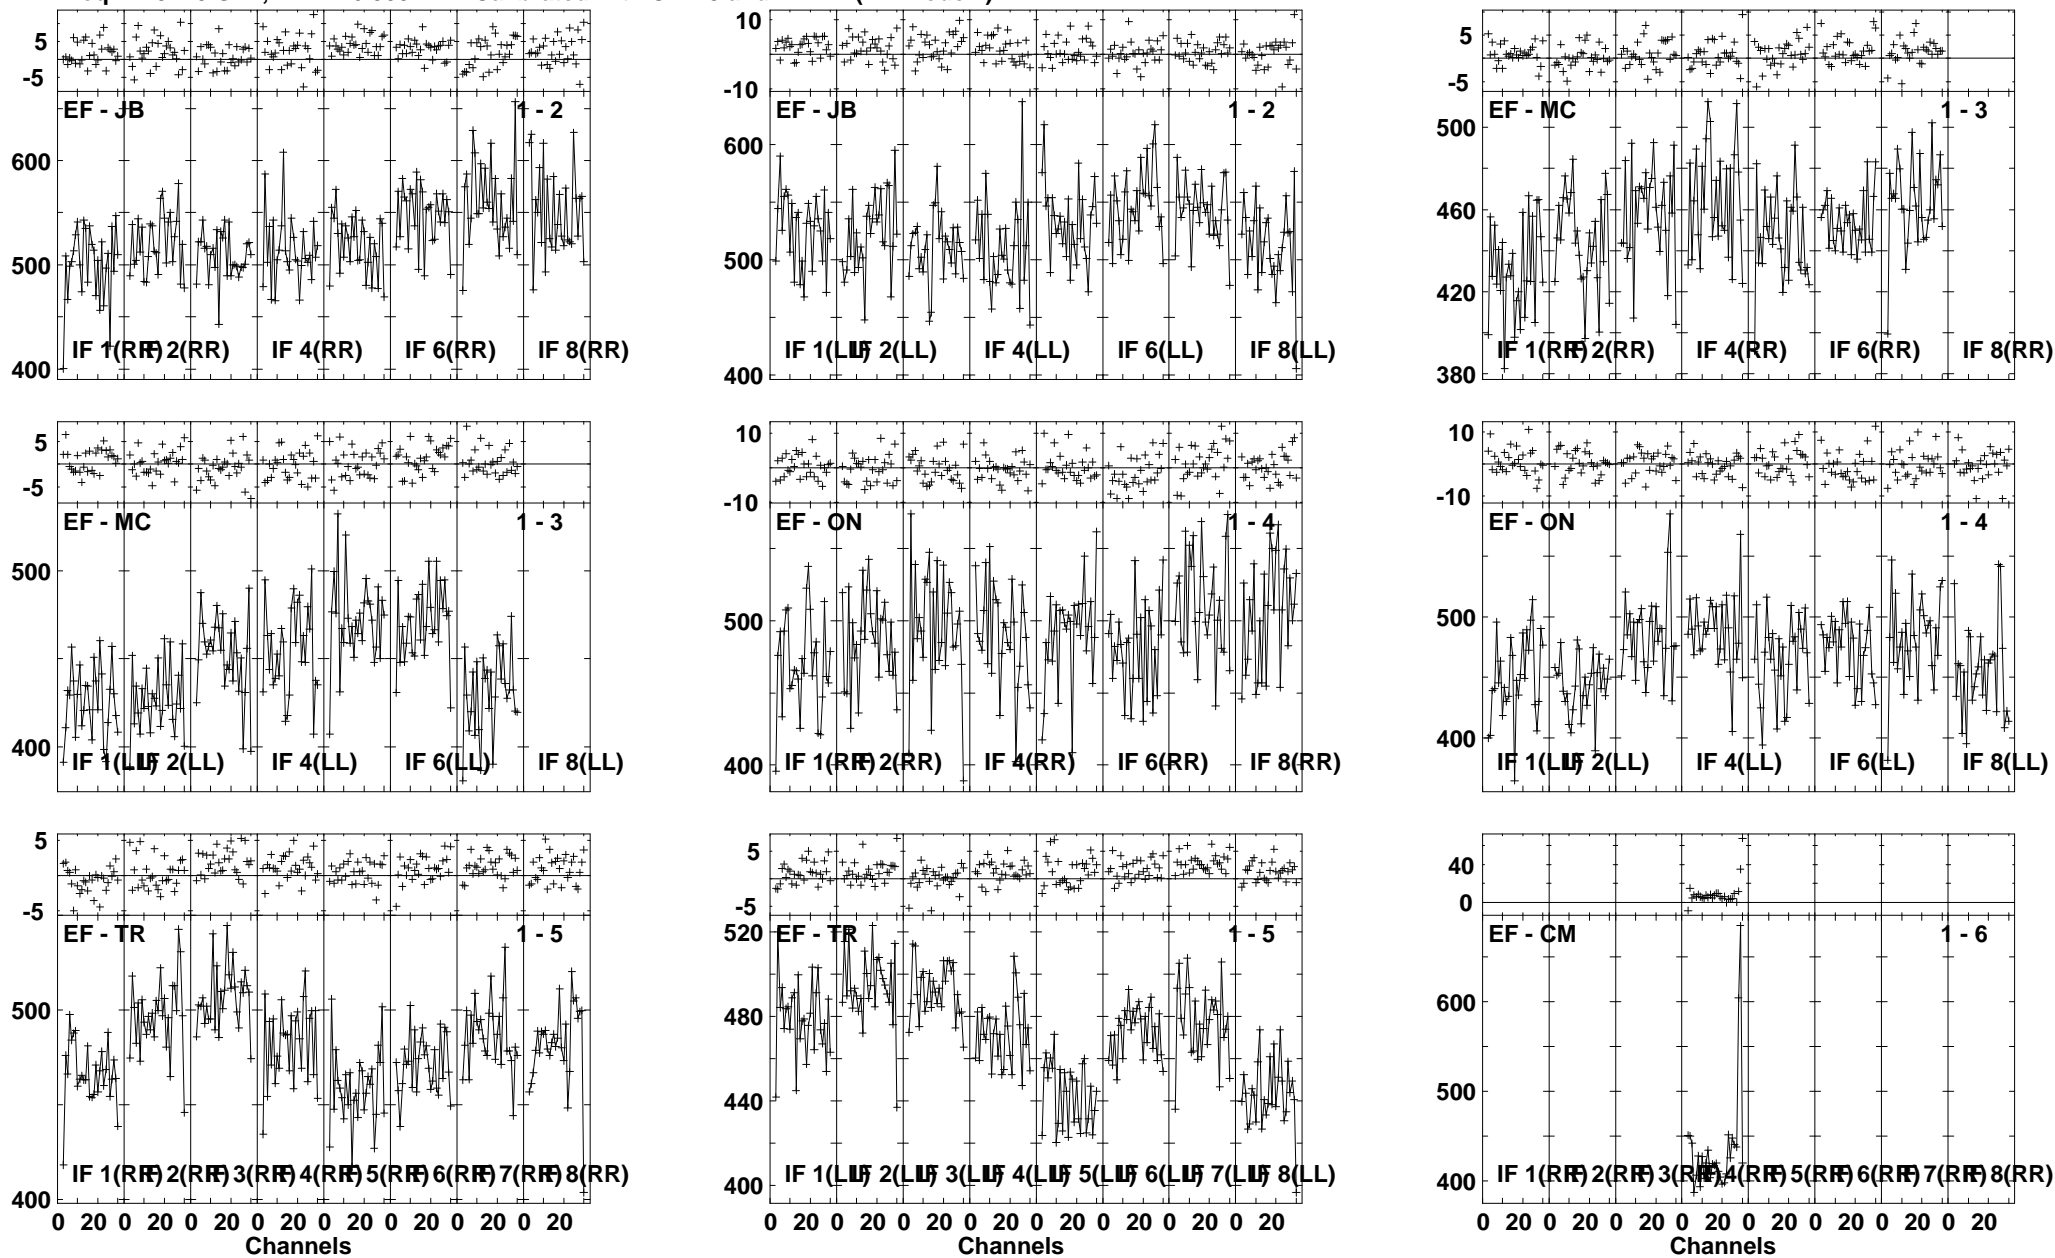 5
-5
EF - JB 1 - 2
600
500
400
IF 1(RR) IF 2(RR) IF 4(RR) IF 6(RR) IF 8(RR)
10
-10
EF - JB 1 - 2
600
500
400
IF 1(LL) IF 2(LL) IF 4(LL) IF 6(LL) IF 8(LL)
5
-5
EF - MC 1 - 3
500
460
420
380
IF 1(RR) IF 2(RR) IF 4(RR) IF 6(RR) IF 8(RR)
5
-5
EF - MC 1 - 3
500
400
IF 1(LL) IF 2(LL) IF 4(LL) IF 6(LL) IF 8(LL)
10
-10
EF - ON 1 - 4
500
400
IF 1(RR) IF 2(RR) IF 4(RR) IF 6(RR) IF 8(RR)
10
-10
EF - ON 1 - 4
500
400
IF 1(LL) IF 2(LL) IF 4(LL) IF 6(LL) IF 8(LL)
5
-5
EF - TR 1 - 5
500
400
IF 1(RR) IF 2(RR) IF 3(RR) IF 4(RR) IF 5(RR) IF 6(RR) IF 7(RR) IF 8(RR)
0 20 0 20 0 20 0 20 0 20 0 20 0 20 0 20
Channels
5
-5
EF - TR 1 - 5
520
480
440
400
IF 1(LL) IF 2(LL) IF 3(LL) IF 4(LL) IF 5(LL) IF 6(LL) IF 7(LL) IF 8(LL)
0 20 0 20 0 20 0 20 0 20 0 20 0 20 0 20
Channels
40
0
EF - CM 1 - 6
600
500
400
IF 1(RR) IF 2(RR) IF 3(RR) IF 4(RR) IF 5(RR) IF 6(RR) IF 7(RR) IF 8(RR)
0 20 0 20 0 20 0 20 0 20 0 20 0 20 0 20
Channels